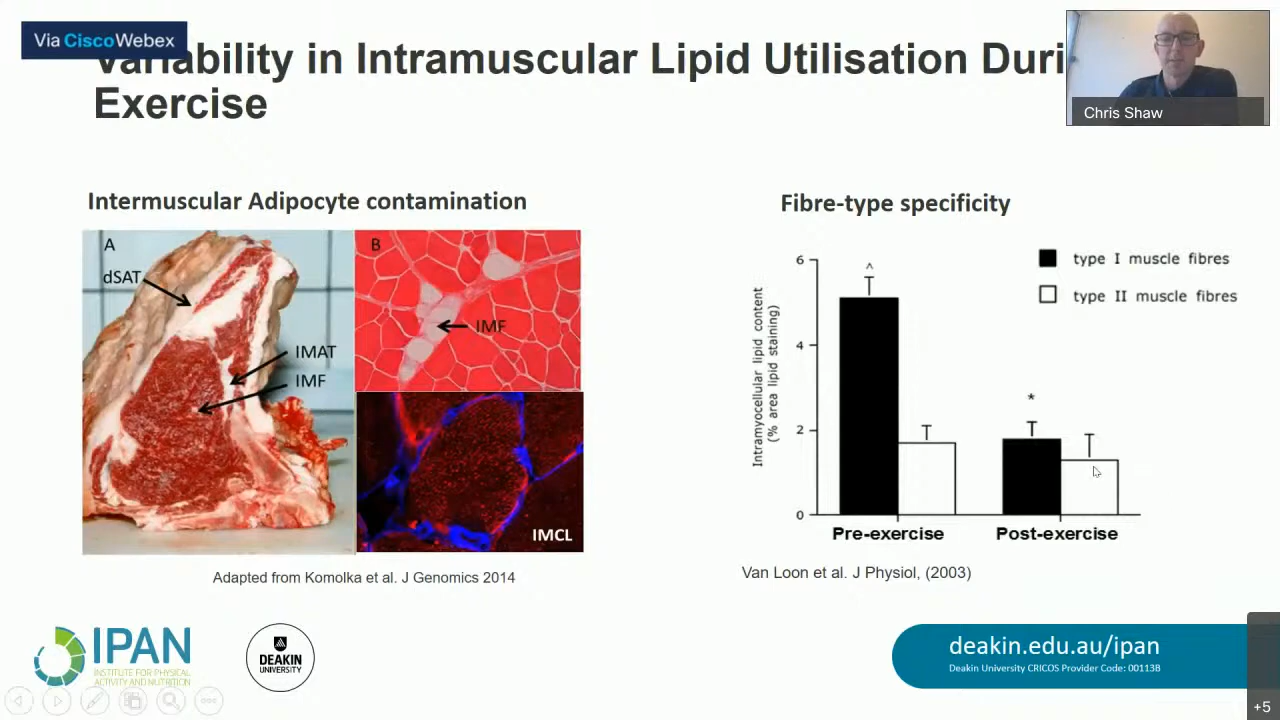 Via Cisco Webex
Variability in Intramuscular Lipid Utilisation Duri
Exercise
Chris Shaw
Intermuscular Adipocyte contamination
A
dSAT
IMAT
IMF
B
IMF
IMCL
Adapted from Komolka et al. J Genomics 2014
Fibre-type specificity
Intramyocellular lipid content
(% area lipid staining)
6
4
2
0
^
*
type I muscle fibres
type II muscle fibres
Pre-exercise
Post-exercise
Van Loon et al. J Physiol, (2003)
IPAN
INSTITUTE FOR PHYSICAL
ACTIVITY AND NUTRITION
DEAKIN
UNIVERSITY
deakin.edu.au/ipan
Deakin University CRICOS Provider Code: 00113B
+5